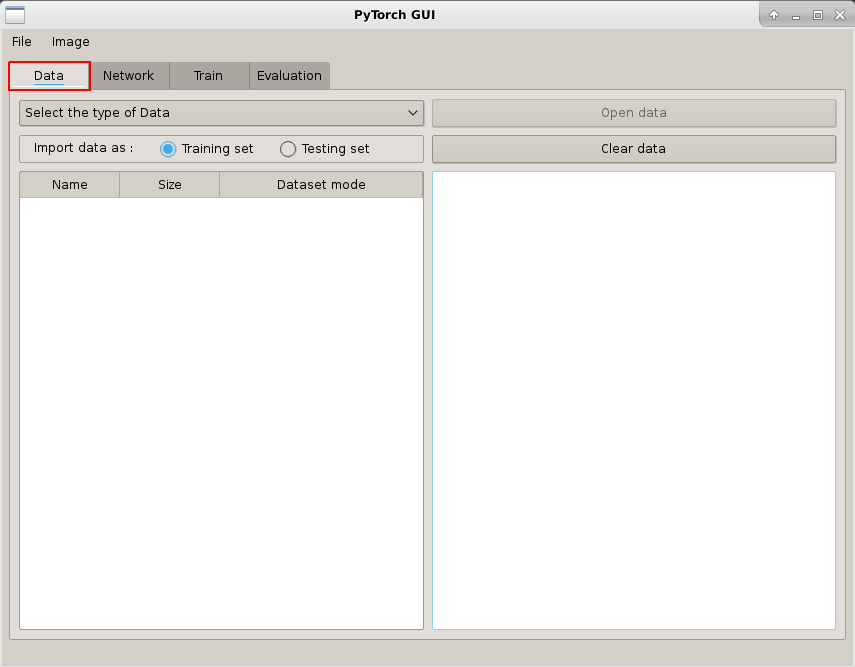 PyTorch GUI
File Image
Data Network Train Evaluation
Select the type of Data Open data
Import data as : Training set Testing set Clear data
Name Size Dataset mode